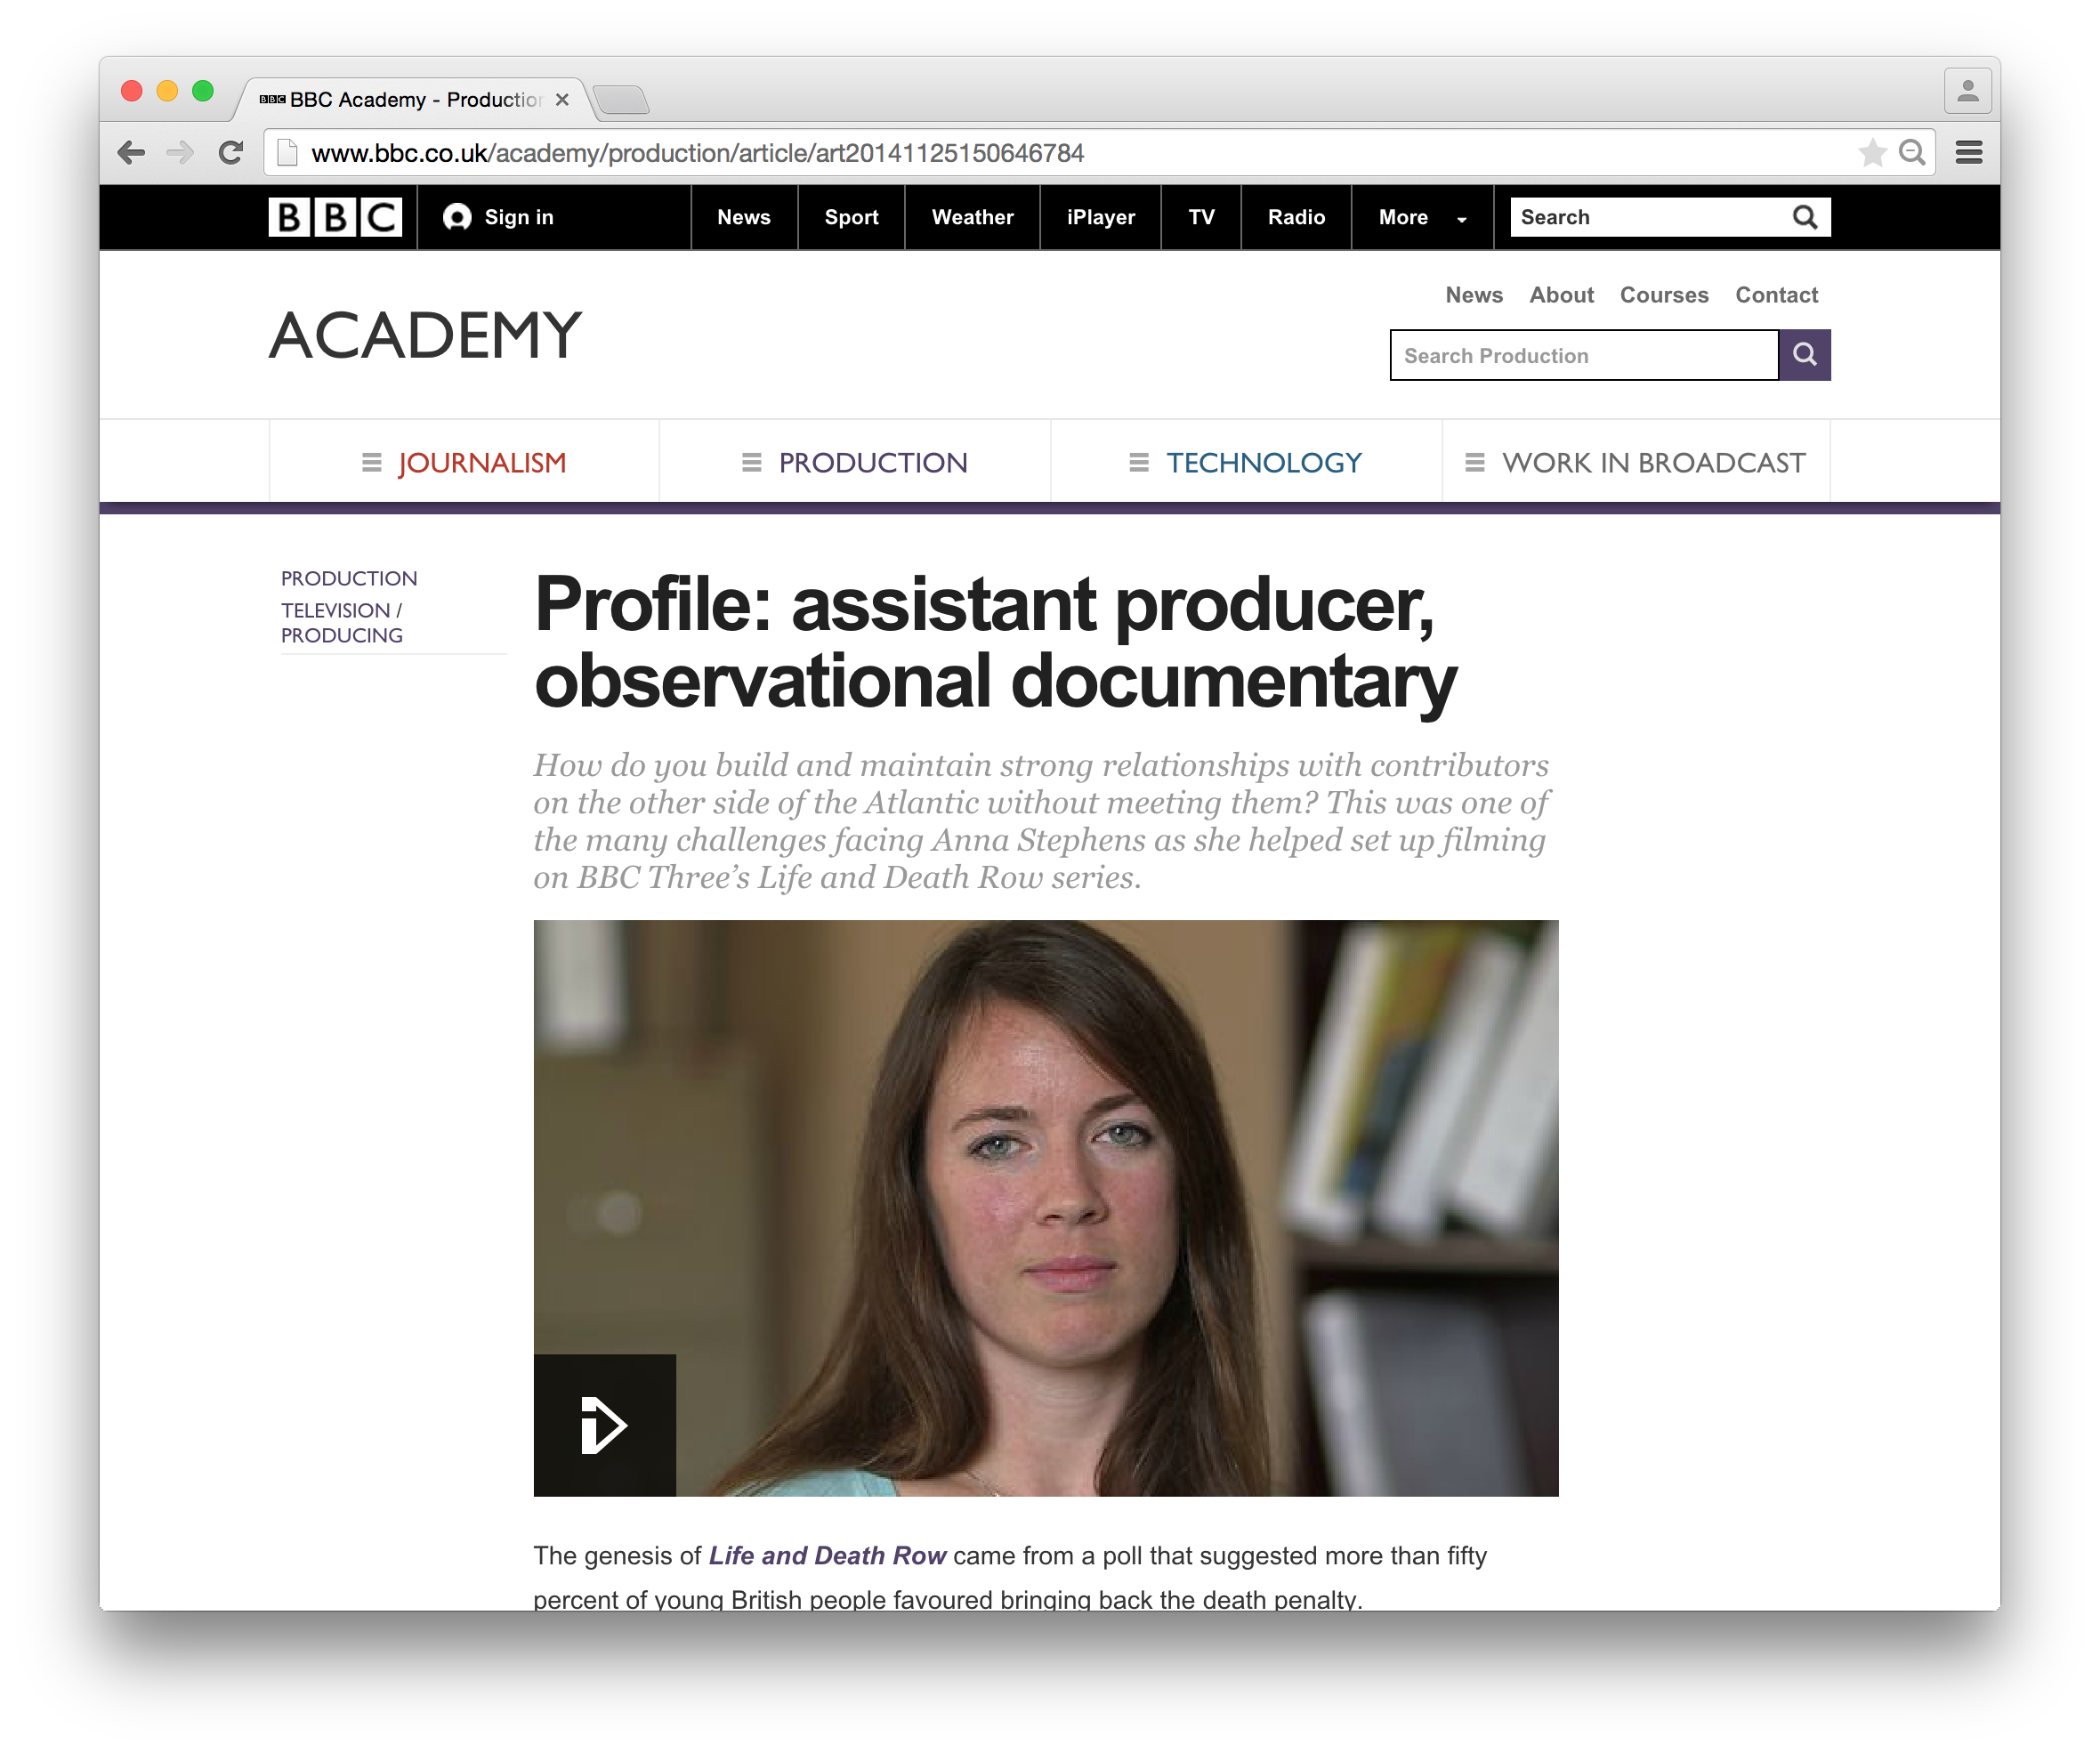 BBC BBC Academy - Production
www.bbc.co.uk/academy/production/article/art20141125150646784
BBC Sign in News Sport Weather iPlayer TV Radio More Search
News About Courses Contact
ACADEMY
Search Production
JOURNALISM PRODUCTION TECHNOLOGY WORK IN BROADCAST
PRODUCTION
TELEVISION /
PRODUCING
Profile: assistant producer,
observational documentary
How do you build and maintain strong relationships with contributors
on the other side of the Atlantic without meeting them? This was one of
the many challenges facing Anna Stephens as she helped set up filming
on BBC Three’s Life and Death Row series.
The genesis of Life and Death Row came from a poll that suggested more than fifty
percent of young British people favoured bringing back the death penalty.